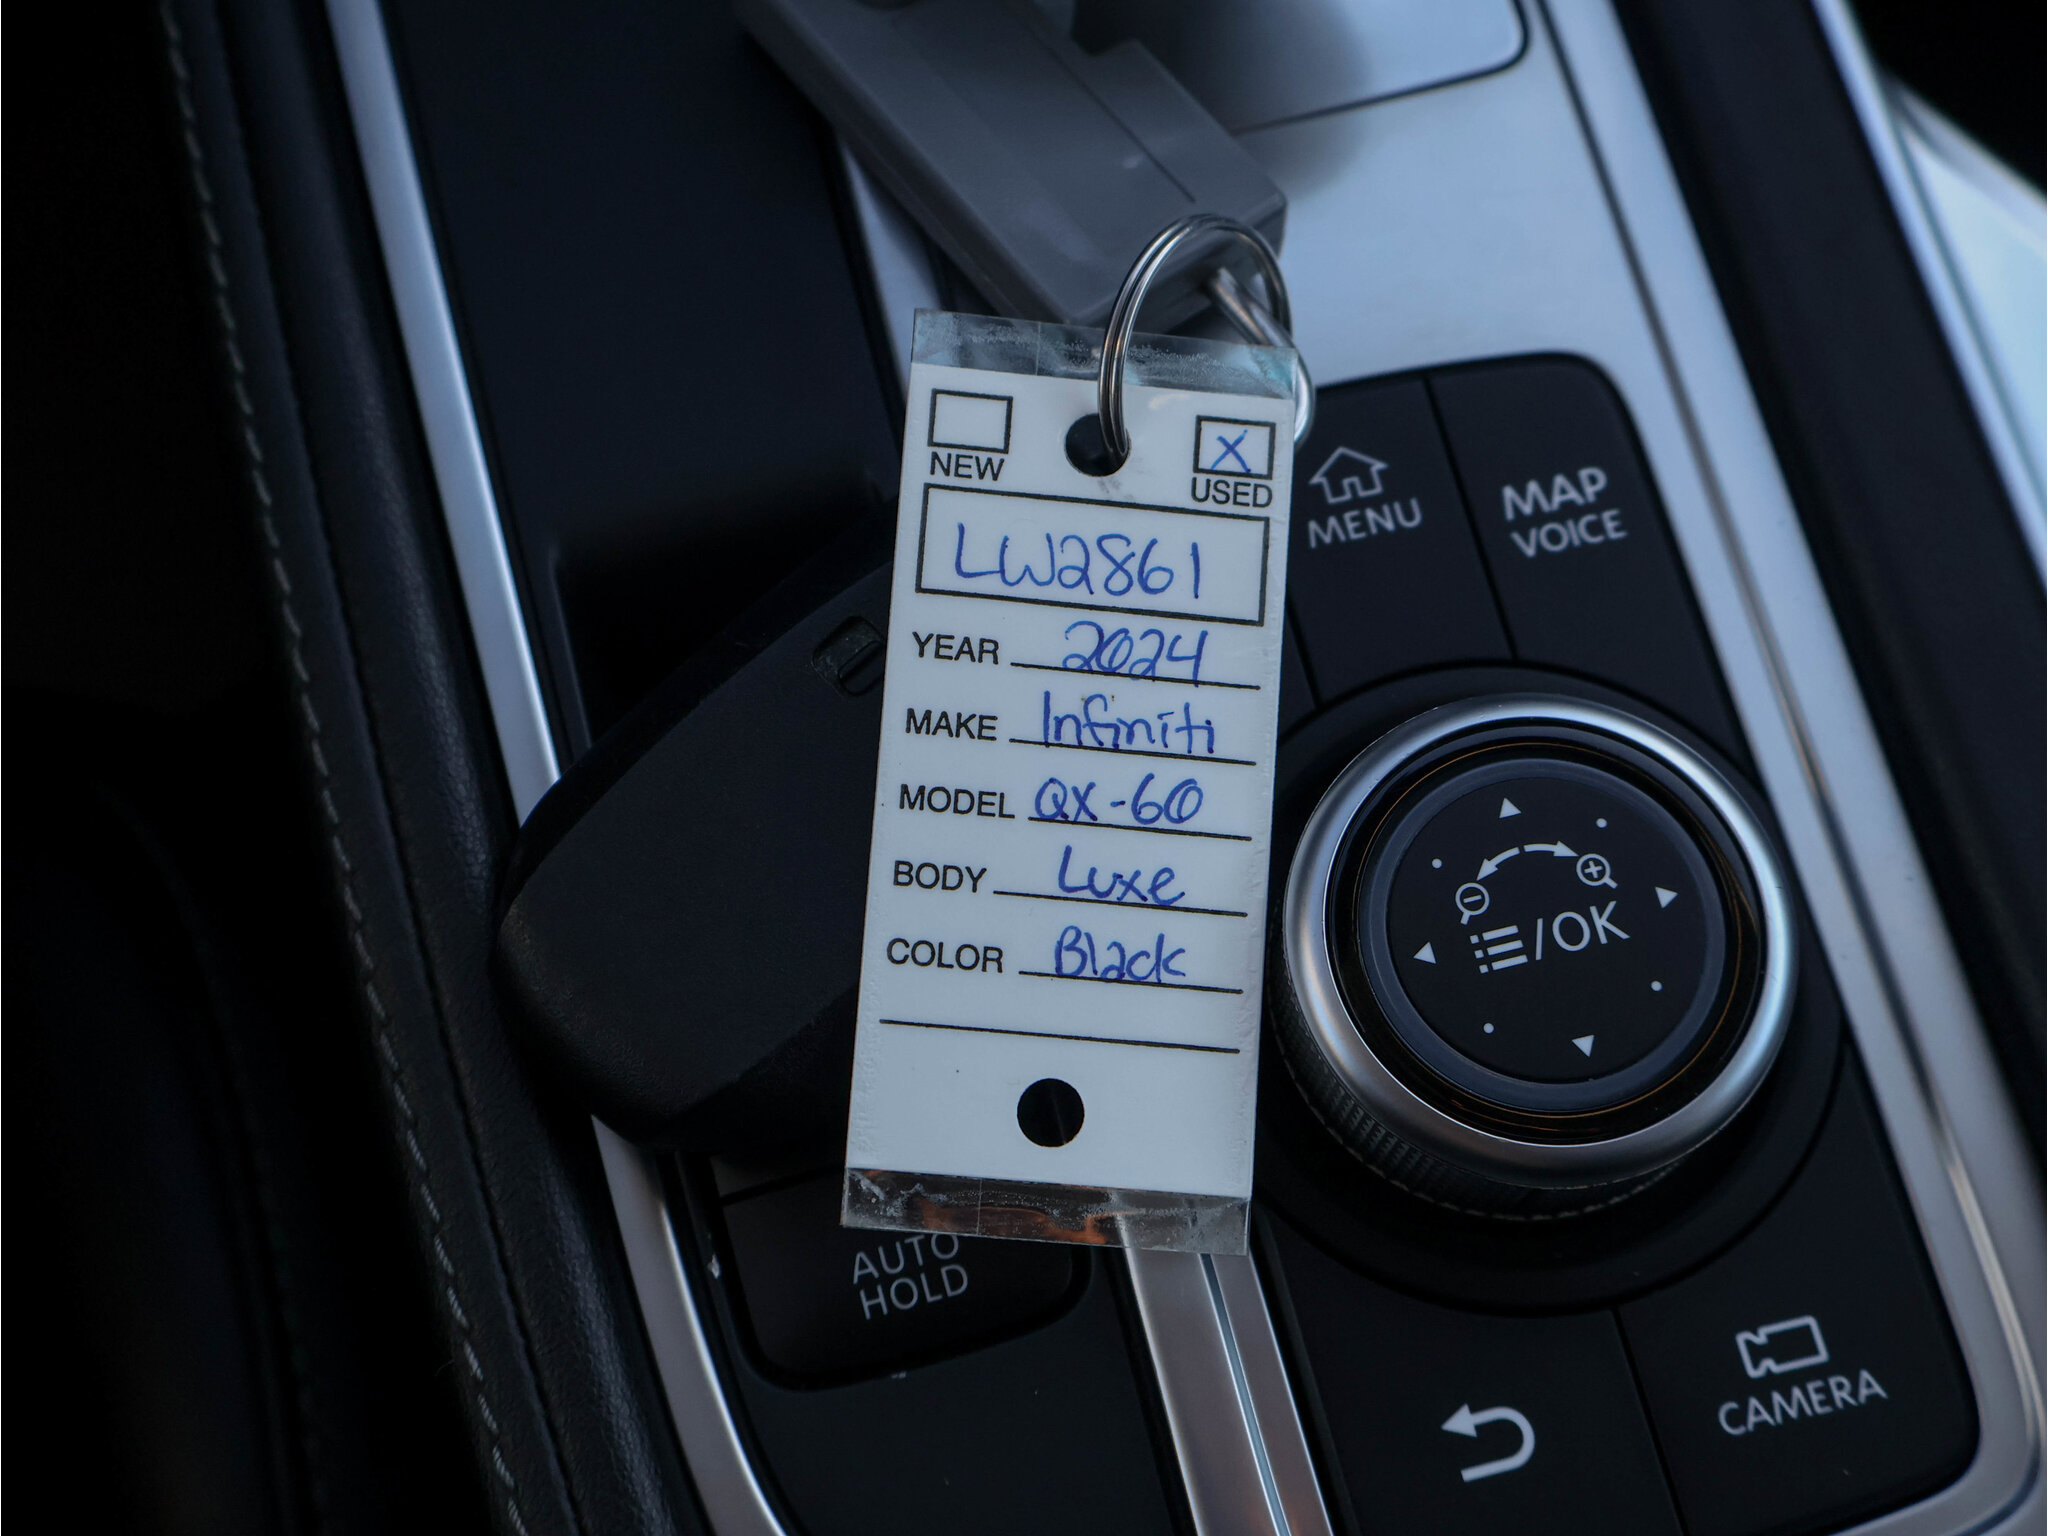 NEW
X
USED
LW2861
YEAR 2024
MAKE Infiniti
MODEL QX-60
BODY Luxe
COLOR Black
MENU
MAP
VOICE
/OK
AUTO
HOLD
CAMERA